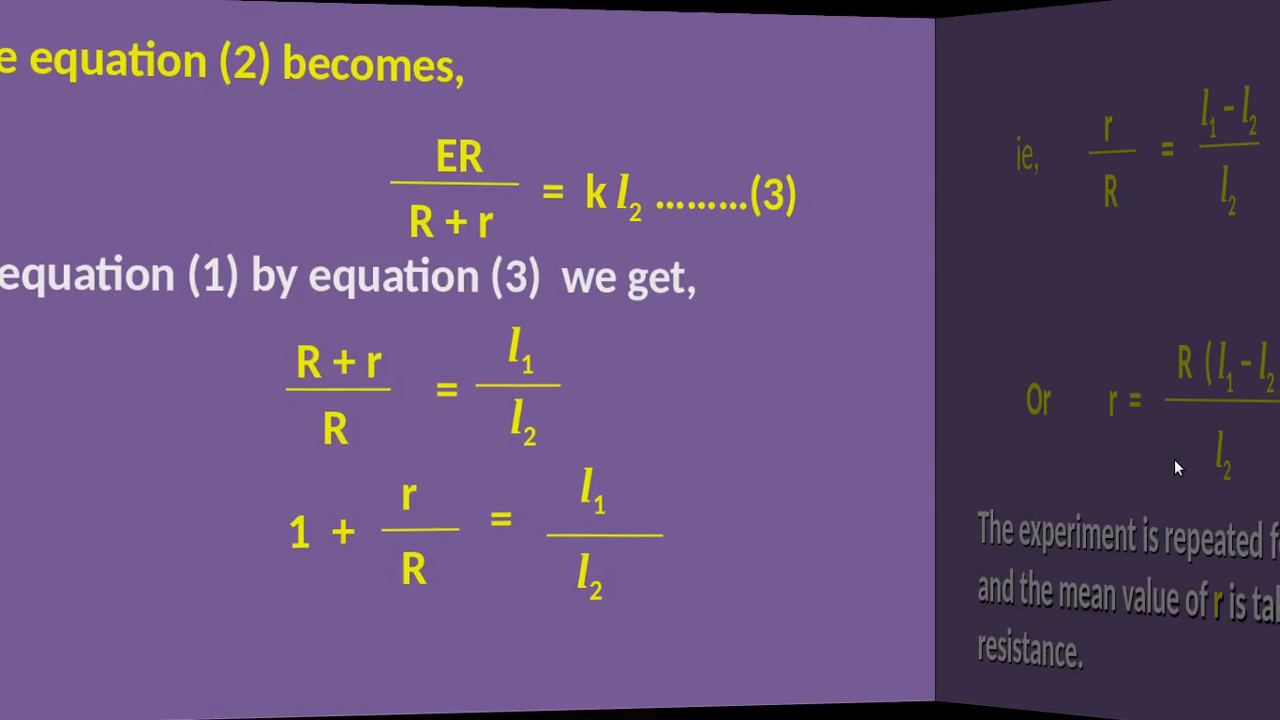 e equation (2) becomes,
ER
R + r
= k l₂ .........(3)
equation (1) by equation (3) we get,
R + r
R
=
l₁
l₂
1 +
r
R
=
l₁
l₂
ie,
r
R
=
l₁ - l₂
l₂
Or r =
R ( l₁ - l₂
l₂
The experiment is repeated f
and the mean value of r is tal
resistance.